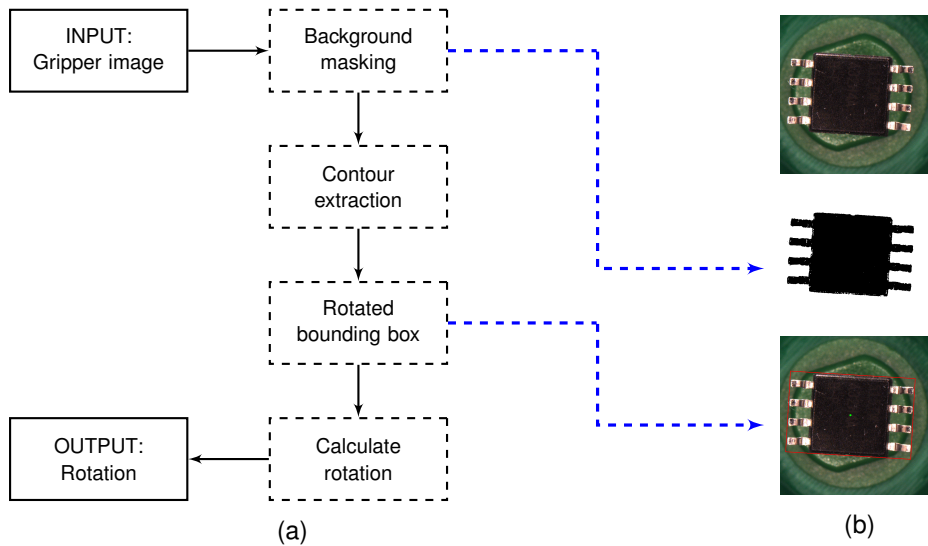 INPUT:
Gripper image
Background
masking
Contour
extraction
Rotated
bounding box
OUTPUT:
Rotation
Calculate
rotation
(a)
(b)